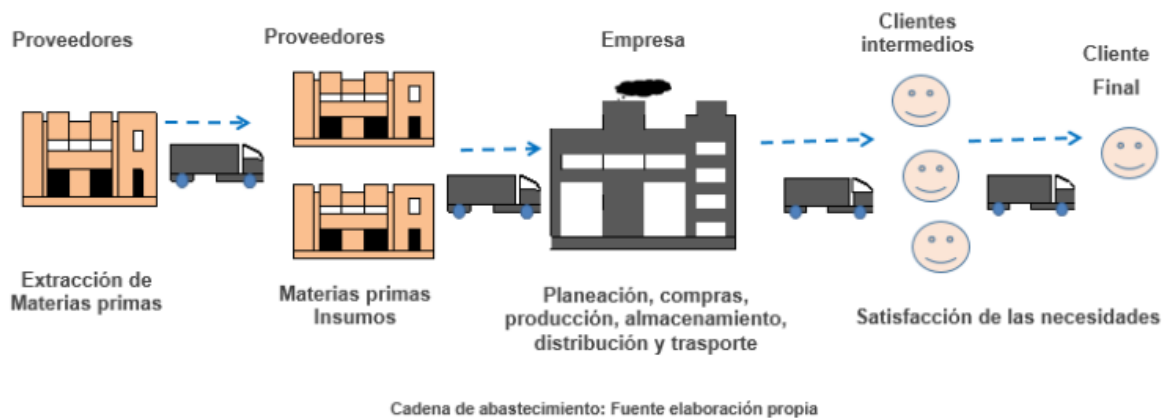 Proveedores
Proveedores
Empresa
Clientes
intermedios
Cliente
Final
Extracción de
Materias primas
Materias primas
Insumos
Planeación, compras,
producción, almacenamiento,
distribución y trasporte
Satisfacción de las necesidades
Cadena de abastecimiento: Fuente elaboración propia